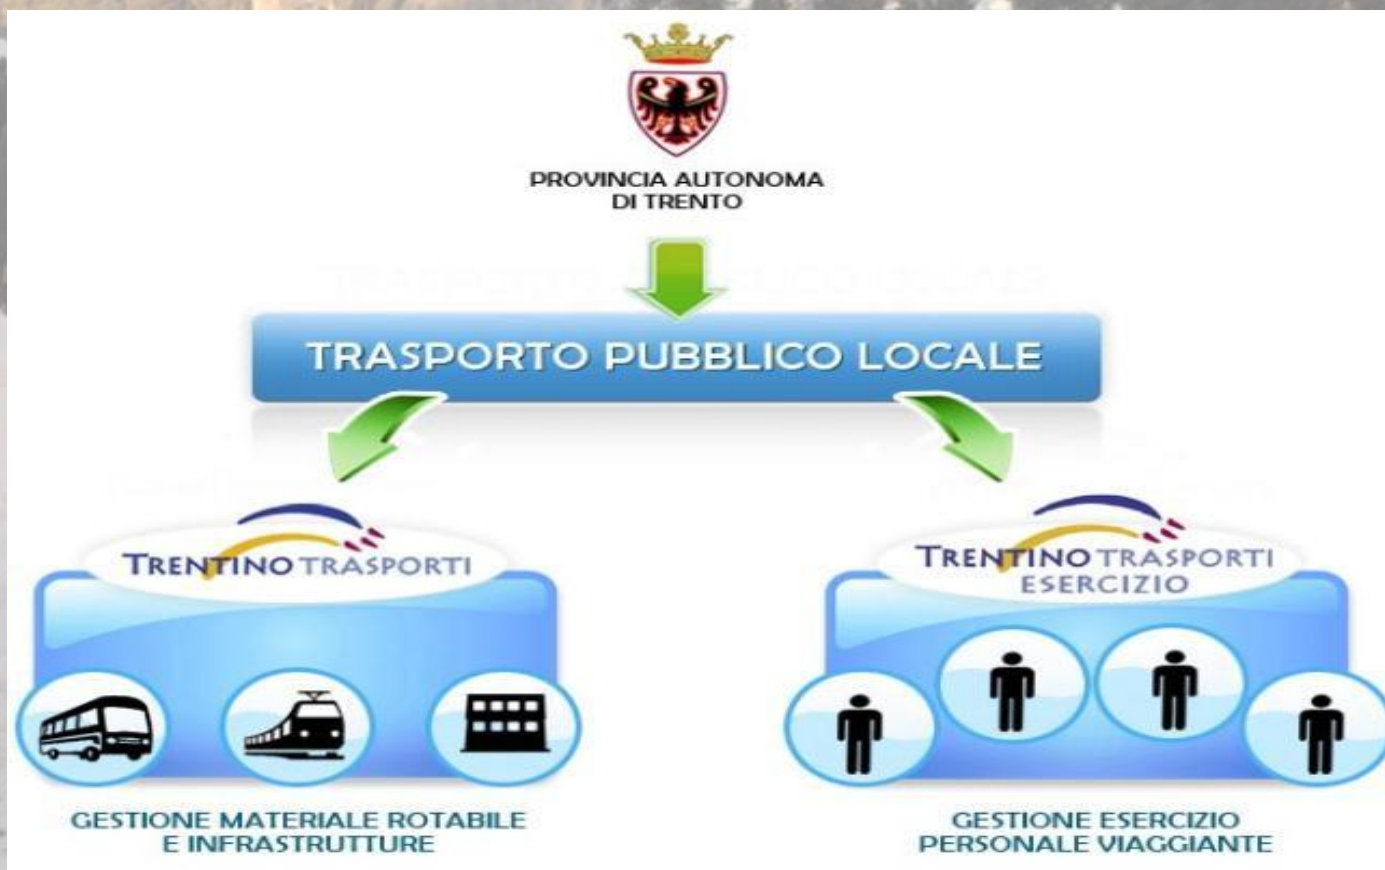 PROVINCIA AUTONOMA
DI TRENTO
TRASPORTO PUBBLICO LOCALE
TRENTINO TRASPORTI
GESTIONE MATERIALE ROTABILE
E INFRASTRUTTURE
TRENTINO TRASPORTI
ESERCIZIO
GESTIONE ESERCIZIO
PERSONALE VIAGGIANTE